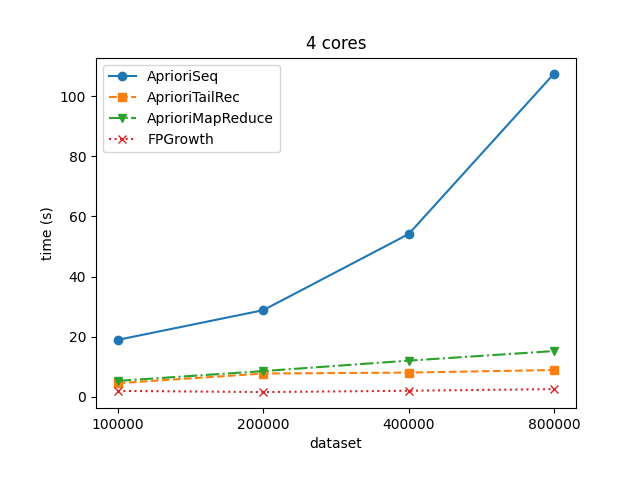 4 cores
AprioriSeq
AprioriTailRec
AprioriMapReduce
FPGrowth
time (s)
100
80
60
40
20
0
100000 200000 400000 800000
dataset